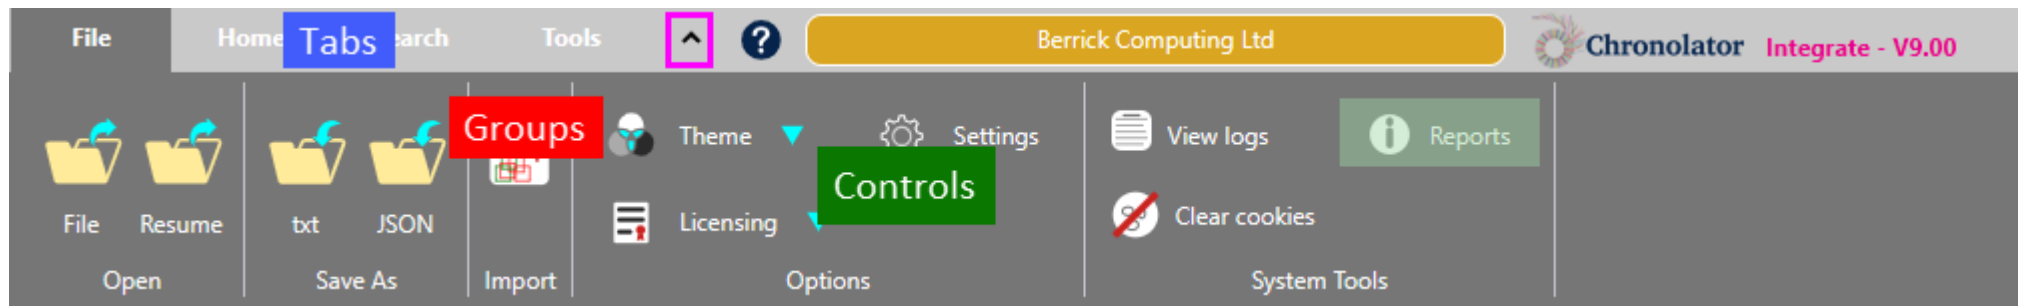 File
Home
Tabs
earch
Tools
?
Berrick Computing Ltd
Chronolator
Integrate - V9.00
Groups
Theme
Settings
View logs
Reports
Controls
File
Resume
txt
JSON
Licensing
Clear cookies
Open
Save As
Import
Options
System Tools